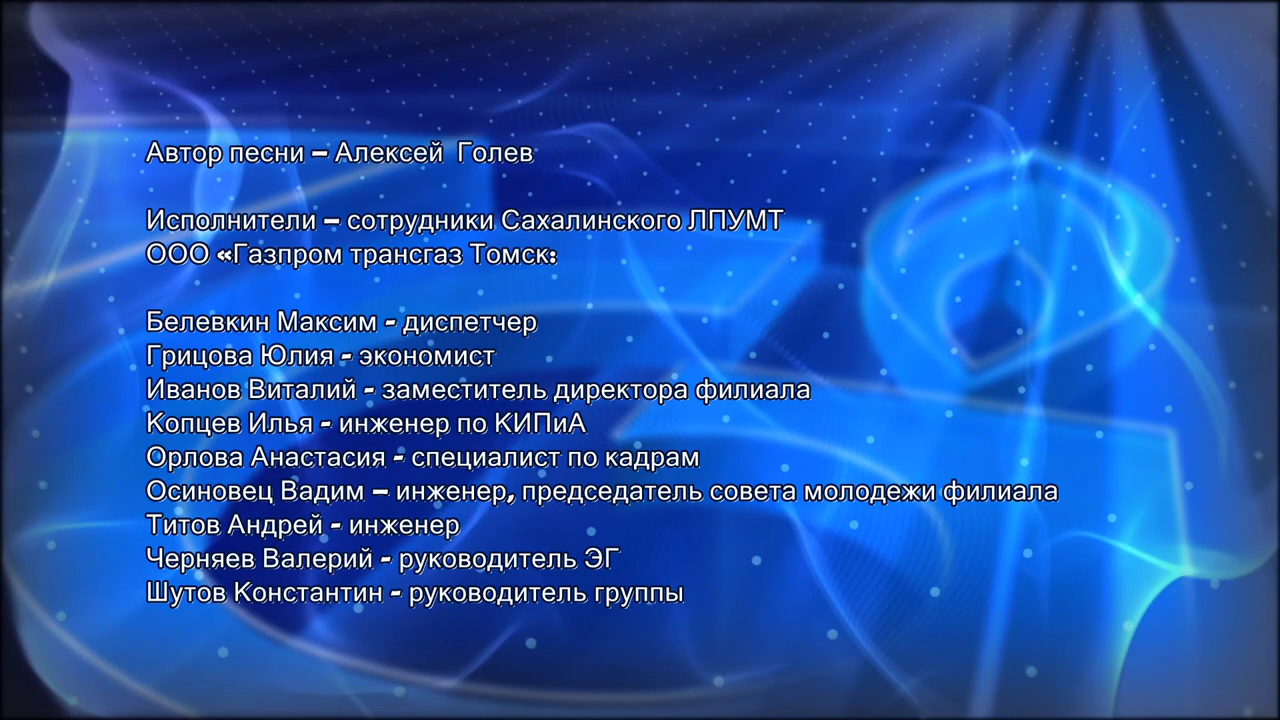 Автор песни – Алексей  Голев
Исполнители – сотрудники Сахалинского ЛПУМТ
ООО «Газпром трансгаз Томск:
Белевкин Максим - диспетчер
Грицова Юлия - экономист
Иванов Виталий - заместитель директора филиала
Копцев Илья - инженер по КИПиА
Орлова Анастасия - специалист по кадрам
Осиновец Вадим – инженер, председатель совета молодежи филиала
Титов Андрей - инженер
Черняев Валерий - руководитель ЭГ
Шутов Константин - руководитель группы